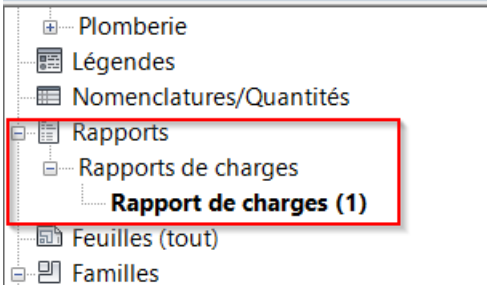 Plomberie
Légendes
Nomenclatures/Quantités
Rapports
Rapports de charges
Rapport de charges (1)
Feuilles (tout)
Familles